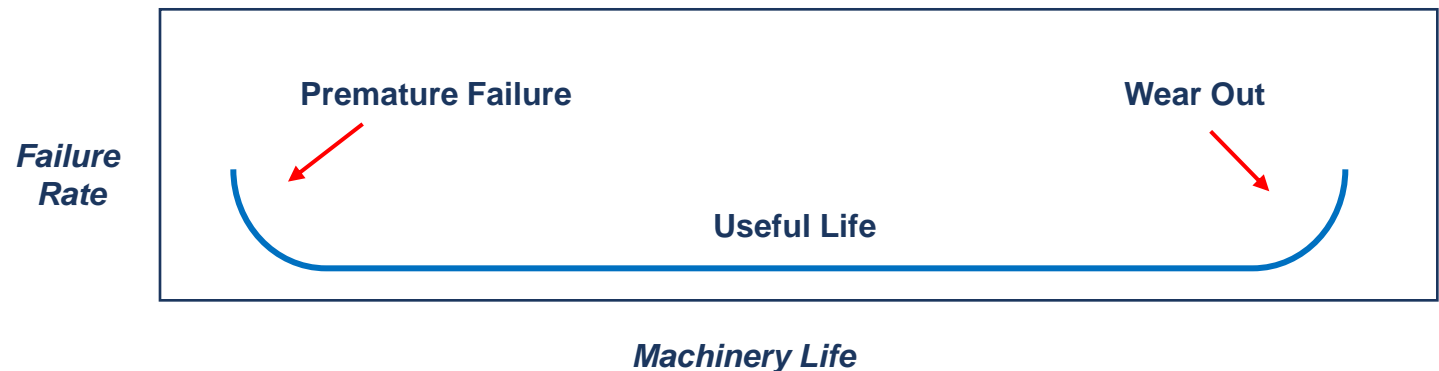 Premature Failure
Wear Out
Failure
Rate
Useful Life
Machinery Life